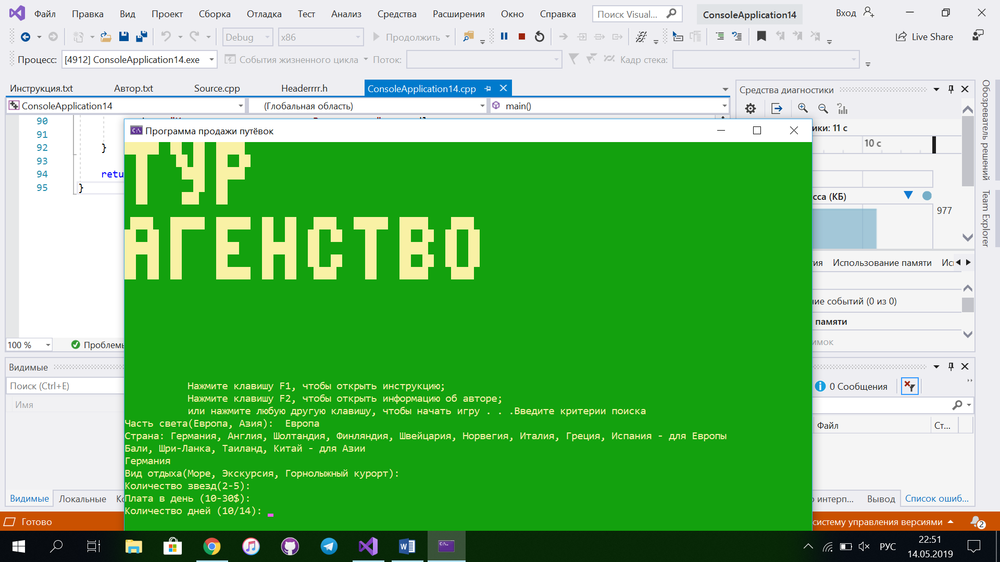 Файл Правка Вид Проект Сборка Отладка Тест Анализ Средства Расширения Окно Справка Поиск Visual... ConsoleApplication14 Вход
Debug x86 Продолжить Live Share
Процесс: [4912] ConsoleApplication14.exe События жизненного цикла Поток: Кадр стека:
Инструкция.txt Автор.txt Source.cpp Headerrrr.h ConsoleApplication14.cpp
ConsoleApplication14 (Глобальная область) main()
90
91
92 }
93
94 retu
95 }
100 %
Средства диагностики
ики: 11 с
10 с
сса (КБ)
977
ия Использование памяти Ис
ние событий (0 из 0)
памяти
имок
Обозреватель решений
Team Explorer
Программа продажи путёвок
ТУР
АГЕНСТВО
Нажмите клавишу F1, чтобы открыть инструкцию;
Нажмите клавишу F2, чтобы открыть информацию об авторе;
или нажмите любую другую клавишу, чтобы начать игру . . .Введите критерии поиска
Часть света(Европа, Азия): Европа
Страна: Германия, Англия, Шолтандия, Финляндия, Швейцария, Норвегия, Италия, Греция, Испания - для Европы
Бали, Шри-Ланка, Таиланд, Китай - для Азии
Германия
Вид отдыха(Море, Экскурсия, Горнолыжный курорт):
Количество звезд(2-5):
Плата в день (10-30$):
Количество дней (10/14):
Проблемы
Видимые
Поиск (Ctrl+E)
Имя
Видимые Локальные Ко
0 Сообщения
Файл Ст...
о интерп... Вывод Список ошиб...
Готово
систему управления версиями 2
РУС
22:51
14.05.2019